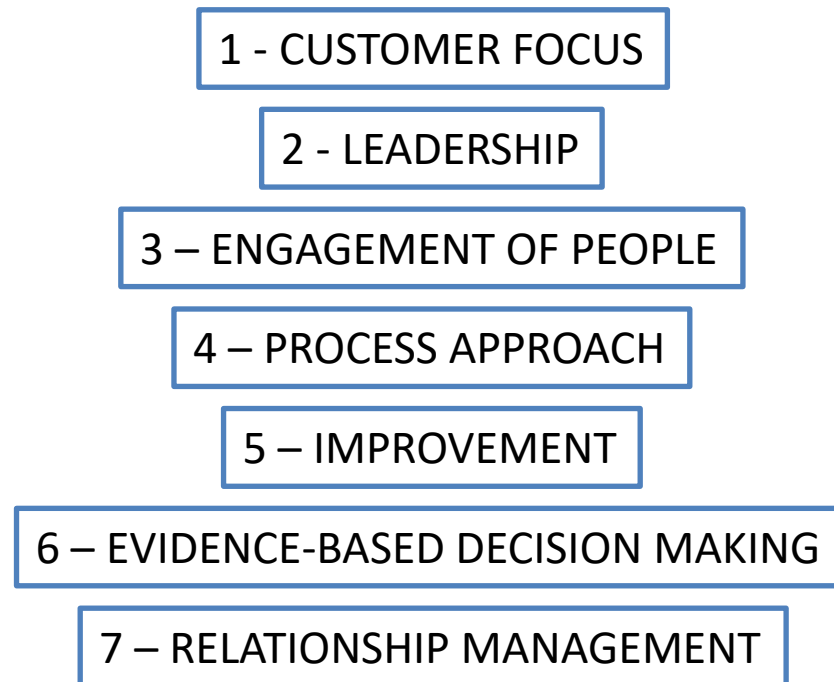 1 - CUSTOMER FOCUS
2 - LEADERSHIP
3 – ENGAGEMENT OF PEOPLE
4 – PROCESS APPROACH
5 – IMPROVEMENT
6 – EVIDENCE-BASED DECISION MAKING
7 – RELATIONSHIP MANAGEMENT